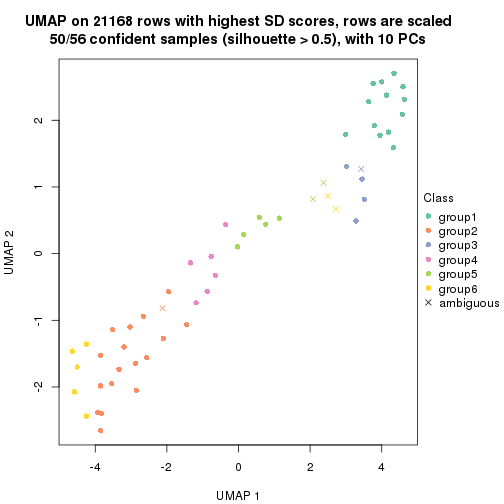 UMAP on 21168 rows with highest SD scores, rows are scaled
50/56 confident samples (silhouette > 0.5), with 10 PCs
2
1
0
-1
-2
UMAP 2
-4
-2
0
2
4
UMAP 1
Class
group1
group2
group3
group4
group5
group6
ambiguous